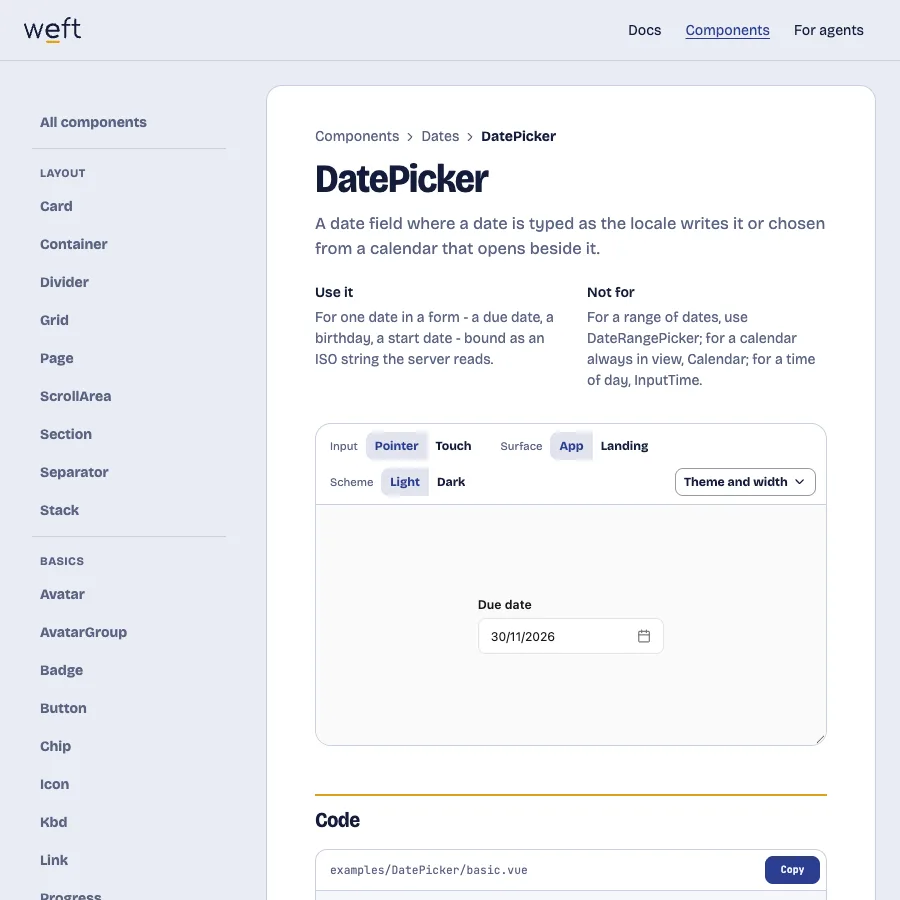 weft
Docs
Components
For agents
All components
LAYOUT
Card
Container
Divider
Grid
Page
ScrollArea
Section
Separator
Stack
BASICS
Avatar
AvatarGroup
Badge
Button
Chip
Icon
Kbd
Link
Progress
Components > Dates > DatePicker
DatePicker
A date field where a date is typed as the locale writes it or chosen
from a calendar that opens beside it.
Use it
For one date in a form - a due date, a
birthday, a start date - bound as an
ISO string the server reads.
Not for
For a range of dates, use
DateRangePicker; for a calendar
always in view, Calendar; for a time
of day, InputTime.
Input Pointer Touch Surface App Landing
Scheme Light Dark Theme and width
Due date
30/11/2026
Code
examples/DatePicker/basic.vue
Copy